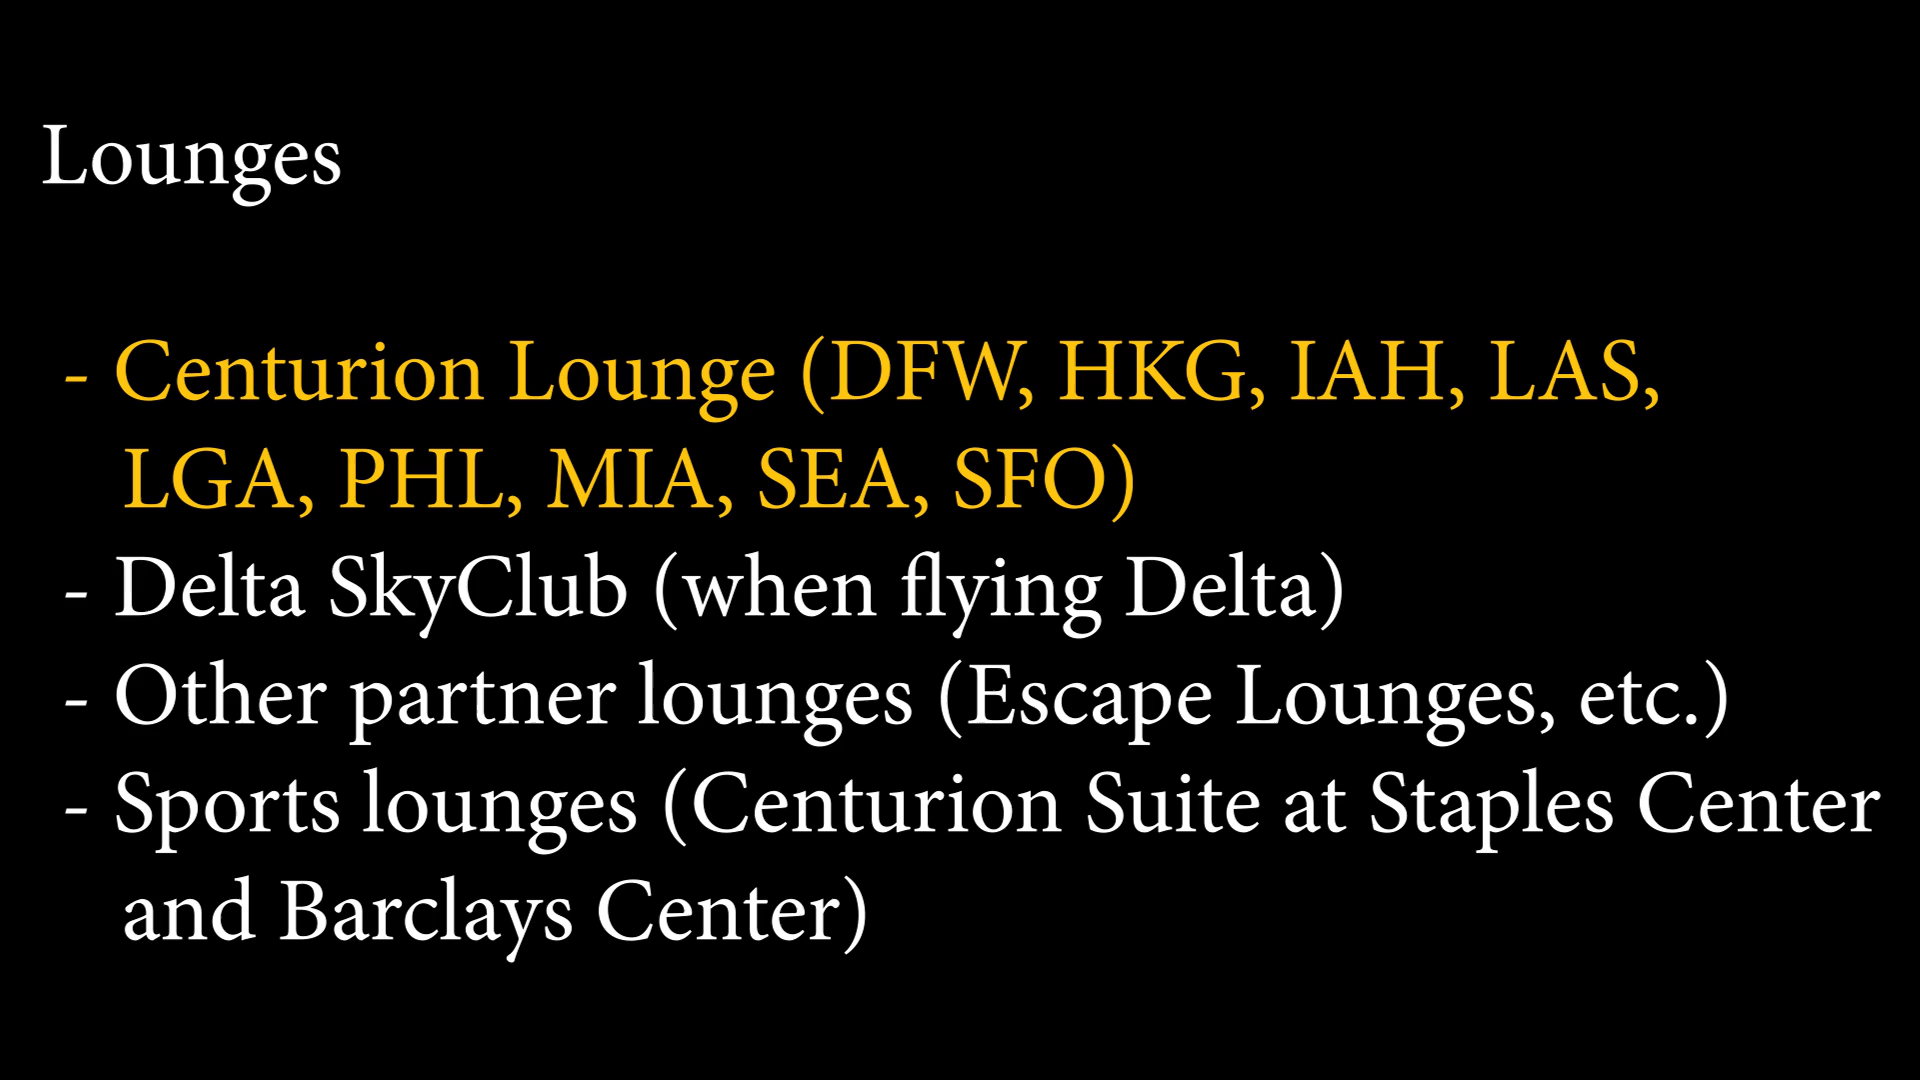 Lounges
- Centurion Lounge (DFW, HKG, IAH, LAS,
LGA, PHL, MIA, SEA, SFO)
- Delta SkyClub (when flying Delta)
- Other partner lounges (Escape Lounges, etc.)
- Sports lounges (Centurion Suite at Staples Center
and Barclays Center)